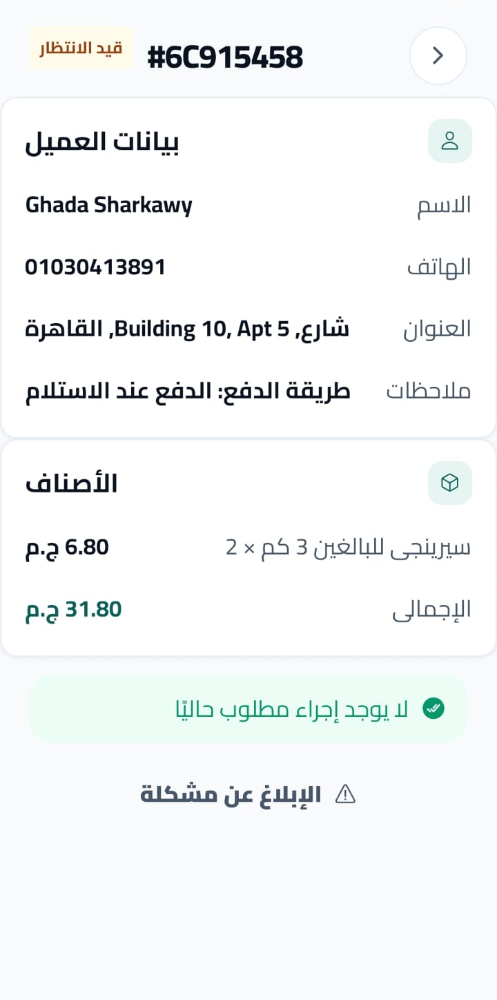 #6C915458 قيد الانتظار
بيانات العميل
الاسم Ghada Sharkawy
الهاتف 01030413891
العنوان شارع, Building 10, Apt 5, القاهرة
ملاحظات طريقة الدفع: الدفع عند الاستلام
الأصناف
سيرينجى للبالغين 3 كم × 2 6.80 ج.م
الإجمالى 31.80 ج.م
لا يوجد إجراء مطلوب حاليًا
الإبلاغ عن مشكلة